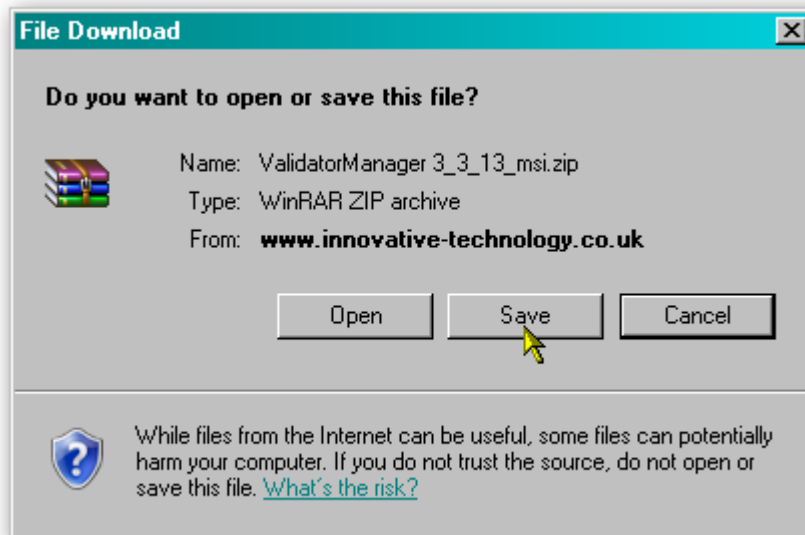 File Download
Do you want to open or save this file?
Name: ValidatorManager 3_3_13_msi.zip
Type: WinRAR ZIP archive
From: www.innovative-technology.co.uk
Open Save Cancel
While files from the Internet can be useful, some files can potentially
harm your computer. If you do not trust the source, do not open or
save this file. What's the risk?